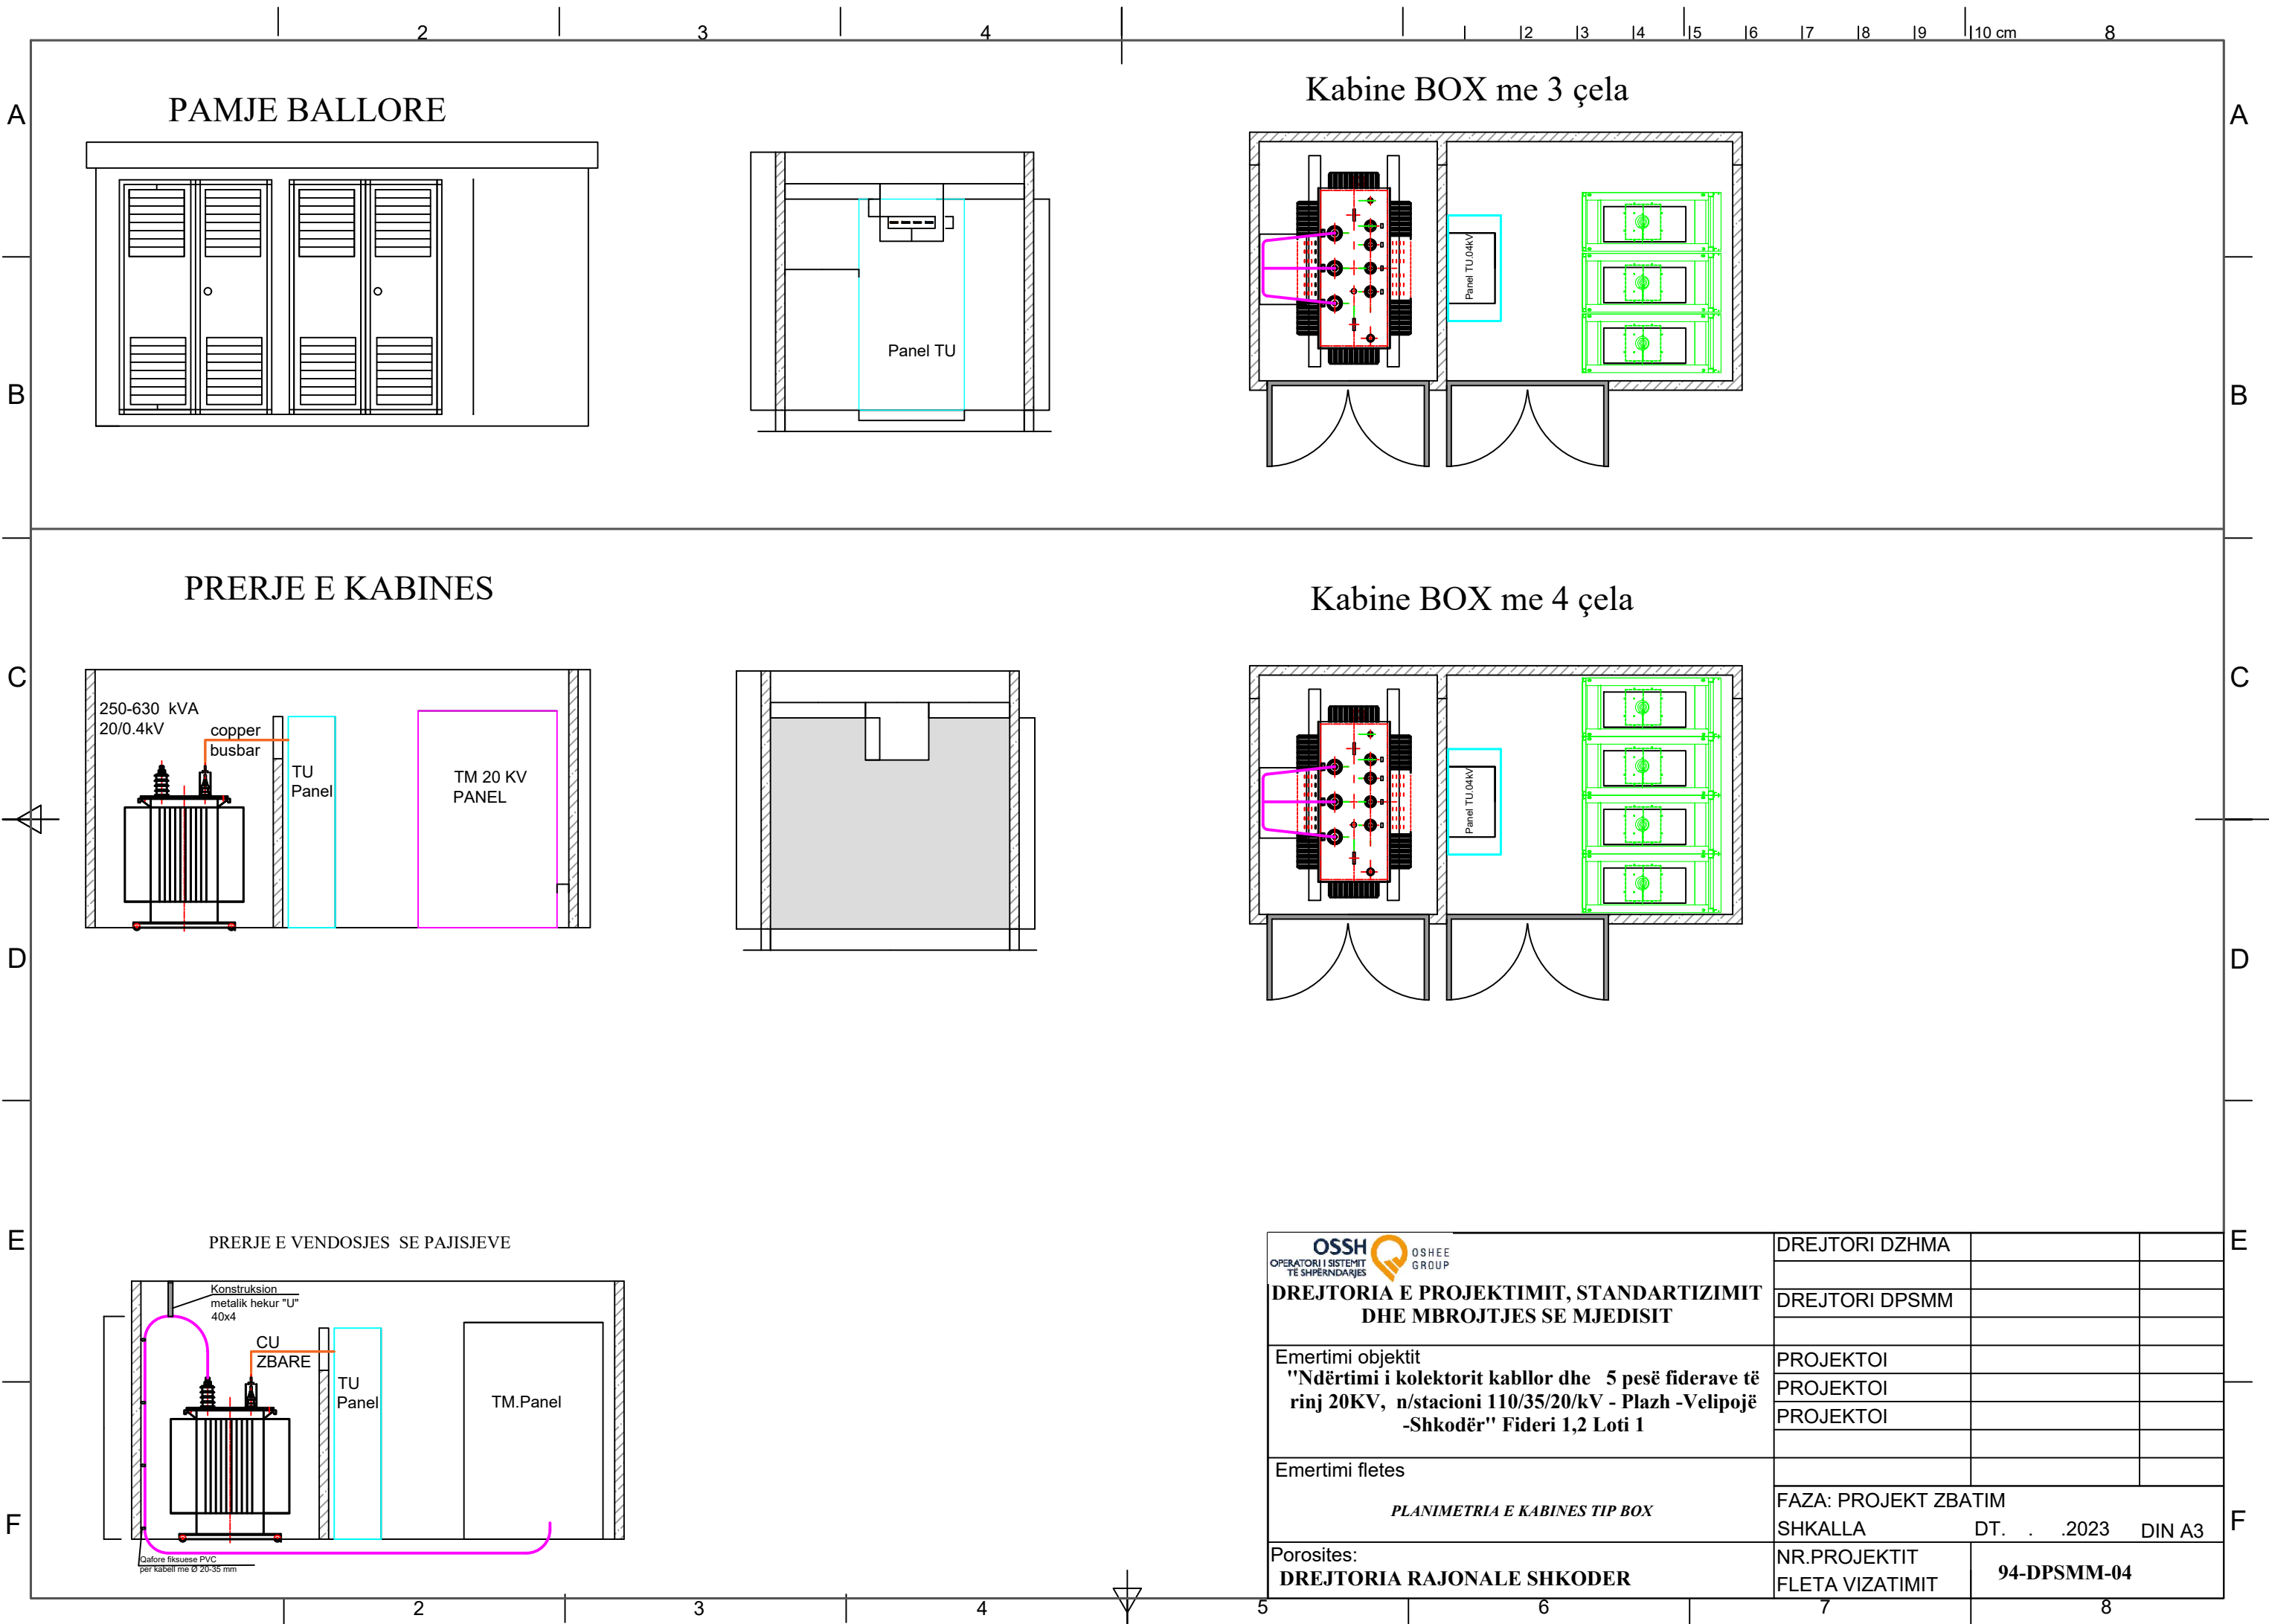 2
3
4
2
3
4
5
6
7
8
9
10 cm
8
A
A
PAMJE BALLORE
Kabine BOX me 3 çela
Panel TU.04kV
Panel TU
B
B
PRERJE E KABINES
Kabine BOX me 4 çela
C
C
250-630 kVA
20/0.4kV
copper
busbar
TU
Panel
TM 20 KV
PANEL
Panel TU.04kV
D
D
E
E
PRERJE E VENDOSJES SE PAJISJEVE
Konstruksion
metalik hekur "U"
40x4
CU
ZBARE
TU
Panel
TM.Panel
Qafore fiksuese PVC
per kabell me Ø 20-35 mm
F
F
OSSH
OPERATORI I SISTEMIT
TË SHPËRNDARJES
OSHEE
GROUP
DREJTORIA E PROJEKTIMIT, STANDARTIZIMIT
DHE MBROJTJES SE MJEDISIT
Emertimi objektit
"Ndërtimi i kolektorit kabllor dhe 5 pesë fiderave të
rinj 20KV, n/stacioni 110/35/20/kV - Plazh -Velipojë
-Shkodër" Fideri 1,2 Loti 1
Emertimi fletes
PLANIMETRIA E KABINES TIP BOX
Porosites:
DREJTORIA RAJONALE SHKODER
DREJTORI DZHMA
DREJTORI DPSMM
PROJEKTOI
PROJEKTOI
PROJEKTOI
FAZA: PROJEKT ZBATIM
SHKALLA DT. . .2023 DIN A3
NR.PROJEKTIT
FLETA VIZATIMIT
94-DPSMM-04
2
3
4
5
6
7
8